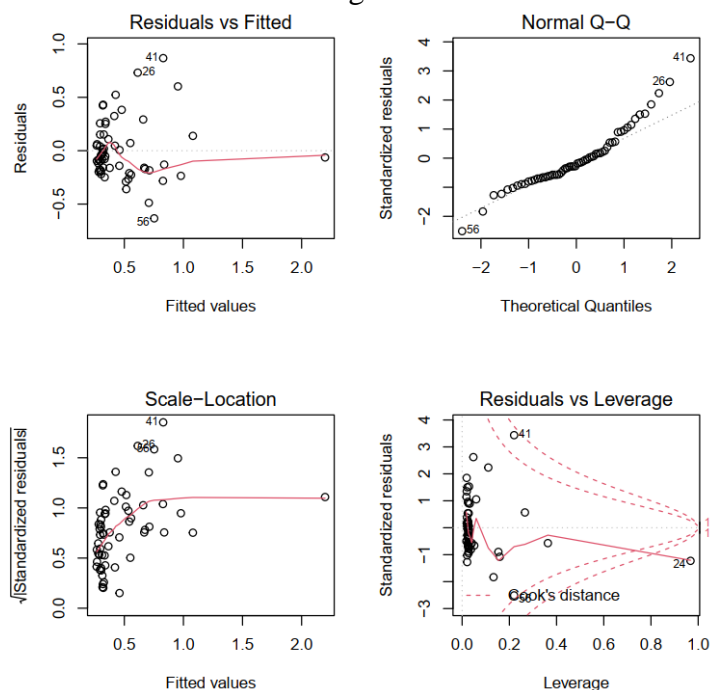 Residuals vs Fitted
Residuals
1.0
0.5
0.0
−0.5
41
26
56
0.5 1.0 1.5 2.0
Fitted values
Normal Q−Q
Standardized residuals
4
3
2
1
0
−2
41
26
56
−2 −1 0 1 2
Theoretical Quantiles
Scale−Location
√|Standardized residuals|
1.5
1.0
0.5
0.0
41
26
56
0.5 1.0 1.5 2.0
Fitted values
Residuals vs Leverage
Standardized residuals
4
3
2
1
0
−1
−3
41
24
56
Cook's distance
1
1
0.0 0.2 0.4 0.6 0.8 1.0
Leverage